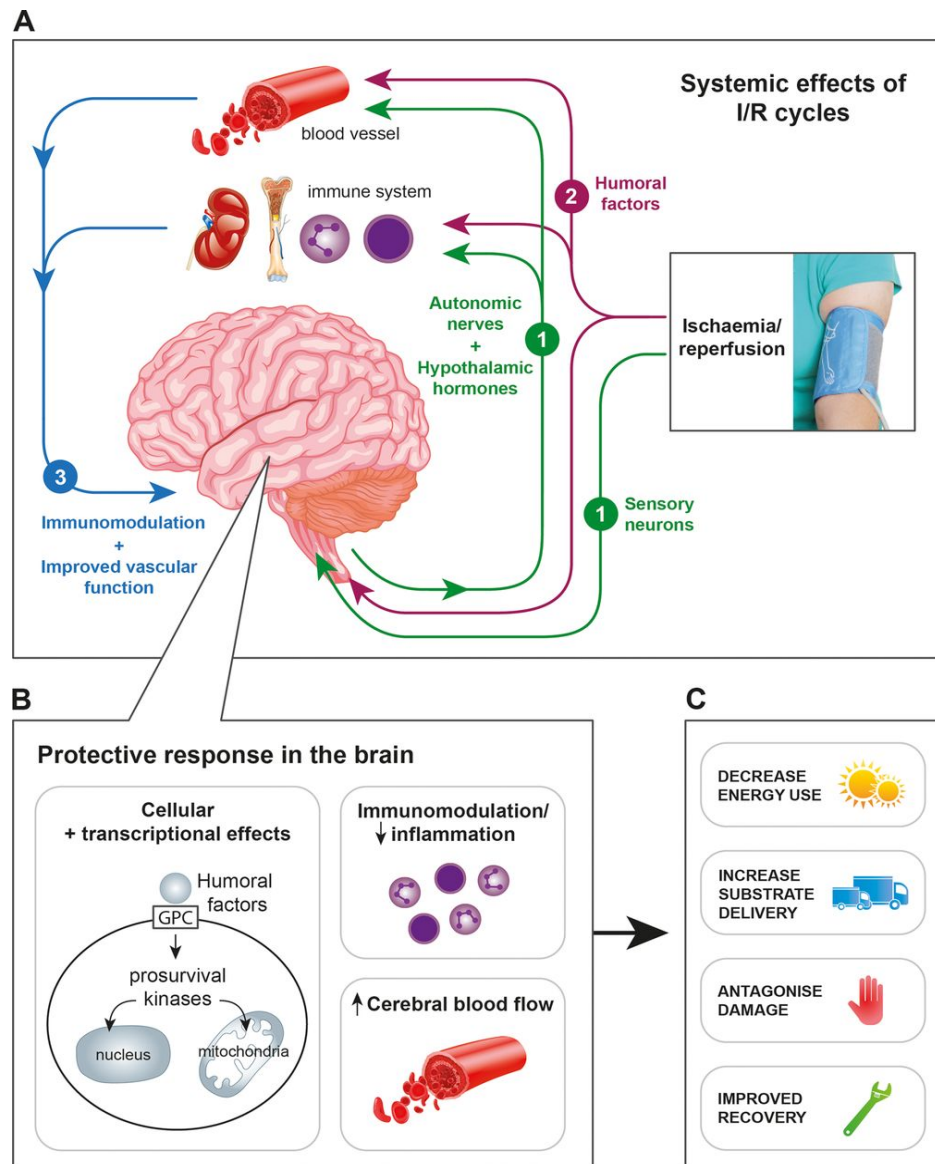 A
Systemic effects of
I/R cycles
blood vessel
immune system
2
Humoral
factors
Autonomic
nerves
+
Hypothalamic
hormones
1
Ischaemia/
reperfusion
3
Immunomodulation
+
Improved vascular
function
1
Sensory
neurons
B
Protective response in the brain
Cellular
+ transcriptional effects
Humoral
factors
GPC
prosurvival
kinases
nucleus
mitochondria
Immunomodulation/
↓ inflammation
↑ Cerebral blood flow
C
DECREASE
ENERGY USE
INCREASE
SUBSTRATE
DELIVERY
ANTAGONISE
DAMAGE
IMPROVED
RECOVERY